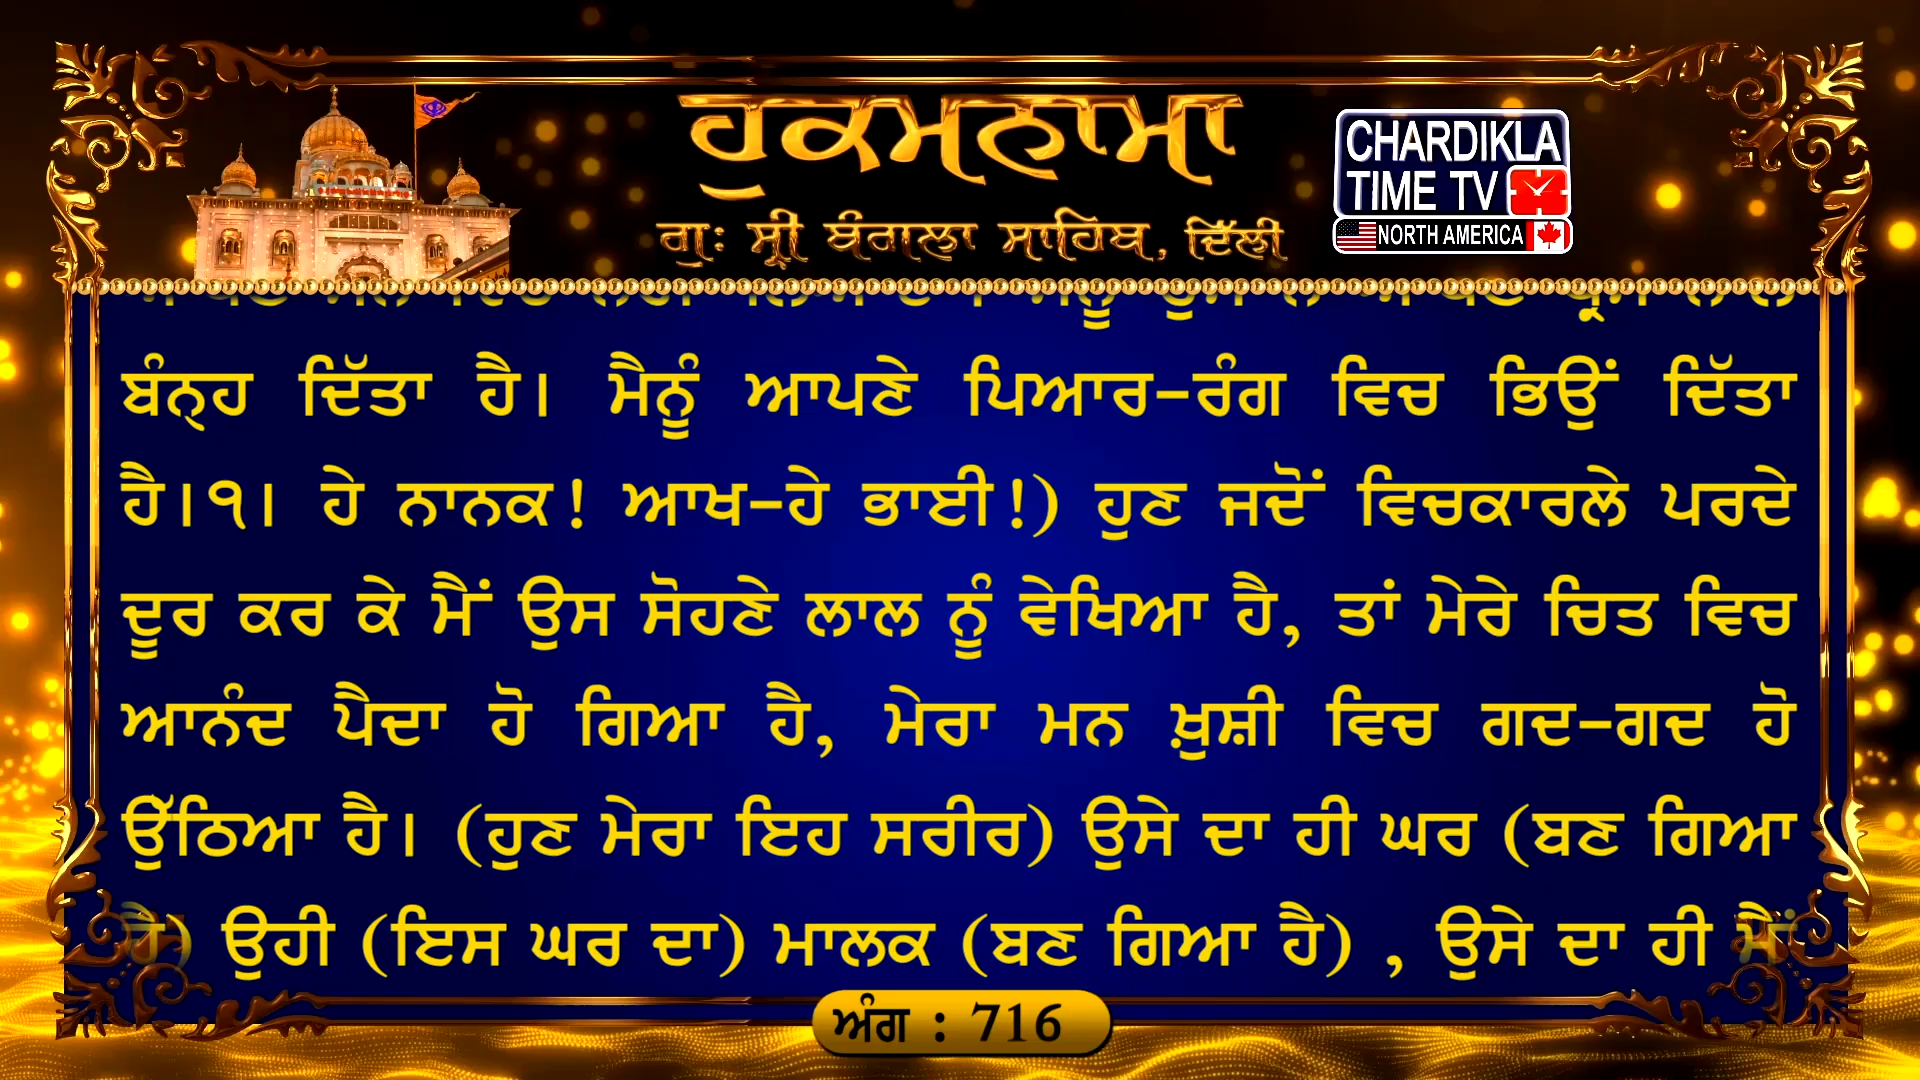 ਹੁਕਮਨਾਮਾ
ਗੁਃ ਸ੍ਰੀ ਬੰਗਲਾ ਸਾਹਿਬ, ਦਿੱਲੀ
CHARDIKLA
TIME TV
NORTH AMERICA
ਬੰਨ੍ਹ ਦਿੱਤਾ ਹੈ। ਮੈਨੂੰ ਆਪਣੇ ਪਿਆਰ-ਰੰਗ ਵਿਚ ਭਿਉਂ ਦਿੱਤਾ
ਹੈ।੧। ਹੇ ਨਾਨਕ! ਆਖ-ਹੇ ਭਾਈ!) ਹੁਣ ਜਦੋਂ ਵਿਚਕਾਰਲੇ ਪਰਦੇ
ਦੂਰ ਕਰ ਕੇ ਮੈਂ ਉਸ ਸੋਹਣੇ ਲਾਲ ਨੂੰ ਵੇਖਿਆ ਹੈ, ਤਾਂ ਮੇਰੇ ਚਿਤ ਵਿਚ
ਆਨੰਦ ਪੈਦਾ ਹੋ ਗਿਆ ਹੈ, ਮੇਰਾ ਮਨ ਖ਼ੁਸ਼ੀ ਵਿਚ ਗਦ-ਗਦ ਹੋ
ਉੱਠਿਆ ਹੈ। (ਹੁਣ ਮੇਰਾ ਇਹ ਸਰੀਰ) ਉਸੇ ਦਾ ਹੀ ਘਰ (ਬਣ ਗਿਆ
ਹੈ) ਉਹੀ (ਇਸ ਘਰ ਦਾ) ਮਾਲਕ (ਬਣ ਗਿਆ ਹੈ) , ਉਸੇ ਦਾ ਹੀ ਮੈਂ
ਅੰਗ : 716